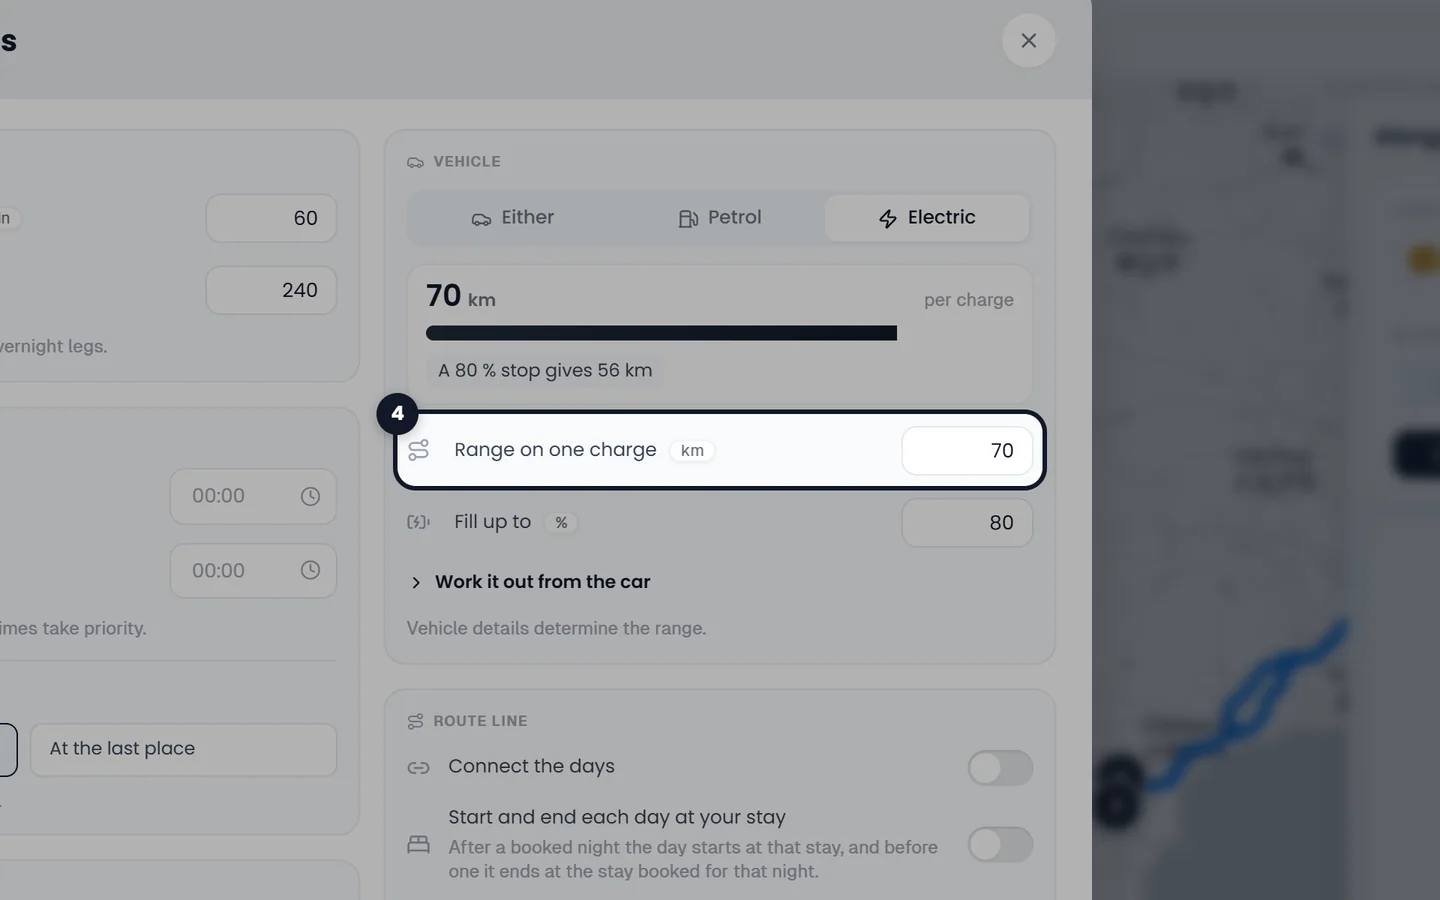 s
In
60
240
vernight legs.
00:00
00:00
imes take priority.
At the last place
VEHICLE
Either
Petrol
Electric
70 km
per charge
A 80 % stop gives 56 km
4
Range on one charge
km
70
Fill up to
%
80
Work it out from the car
Vehicle details determine the range.
ROUTE LINE
Connect the days
Start and end each day at your stay
After a booked night the day starts at that stay, and before
one it ends at the stay booked for that night.